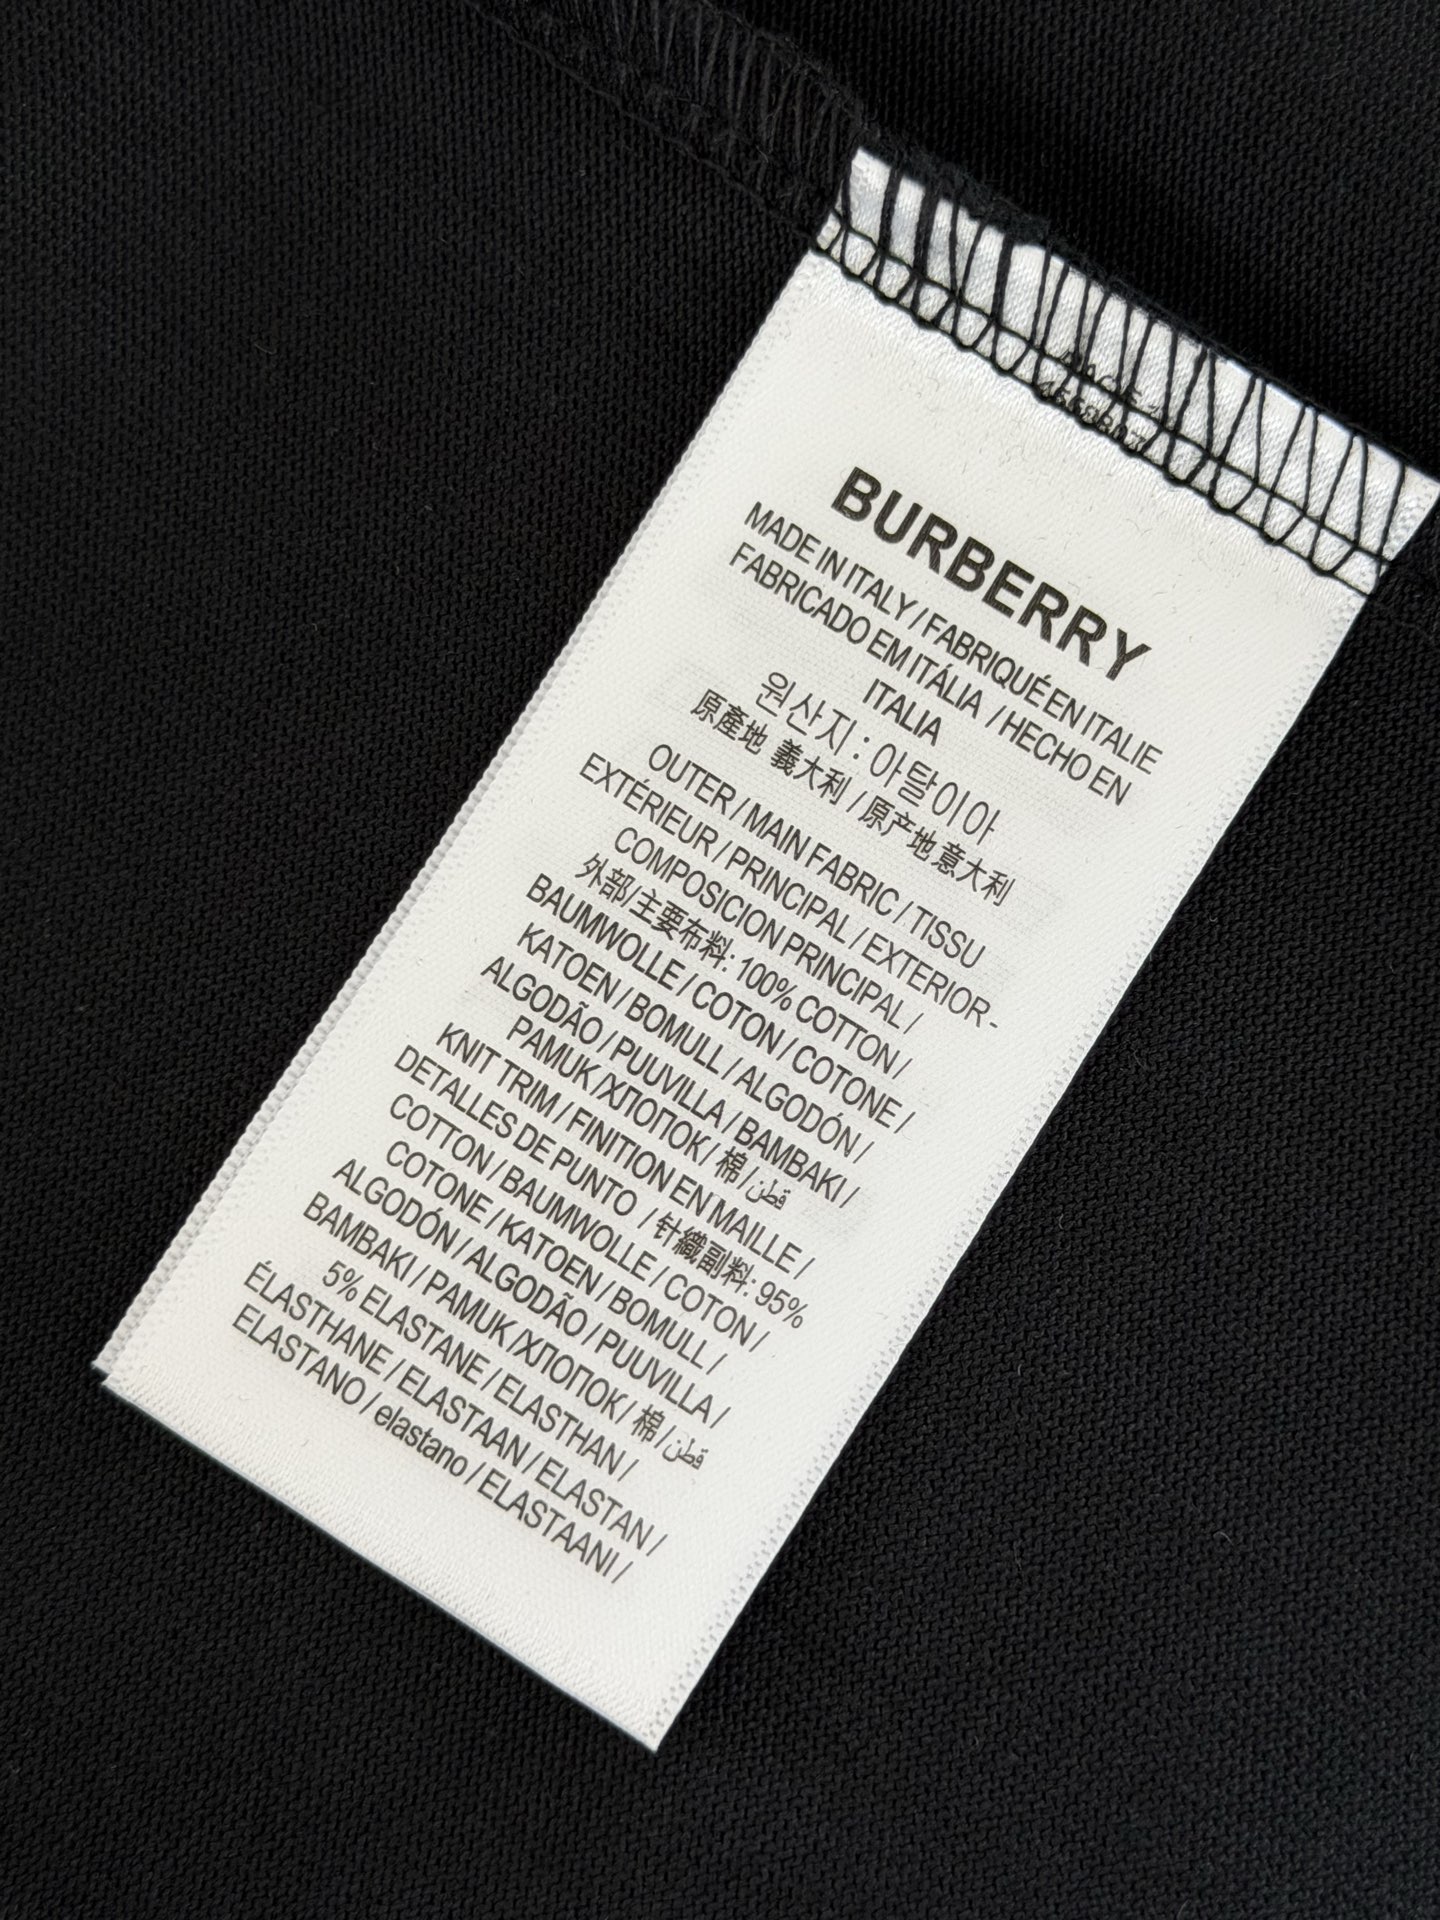 BURBERRY
MADE IN ITALY / FABRIQUÉ EN ITALIE
FABRICADO EM ITÁLIA / HECHO EN
ITALIA
원산지 : 이탈이아
原產地 義大利 / 原产地 意大利
OUTER / MAIN FABRIC / TISSU
EXTÉRIEUR / PRINCIPAL / EXTERIOR-
COMPOSICION PRINCIPAL /
外部/主要布料: 100% COTTON /
BAUMWOLLE / COTON / COTONE /
KATOEN / BOMULL / ALGODÓN /
ALGODÃO / PUUVILLA / BAMBAKI /
PAMUK /ХЛОПОК/ 棉/قطن
KNIT TRIM / FINITION EN MAILLE /
DETALLES DE PUNTO / 针織副料: 95%
COTTON / BAUMWOLLE / COTON /
COTONE / KATOEN / BOMULL /
ALGODÓN / ALGODÃO / PUUVILLA /
BAMBAKI / PAMUK /ХЛОПОК/ 棉/قطن
5% ELASTANE / ELASTHAN /
ÉLASTHANE / ELASTAAN / ELASTAN /
ELASTANO / elastano / ELASTAANI /